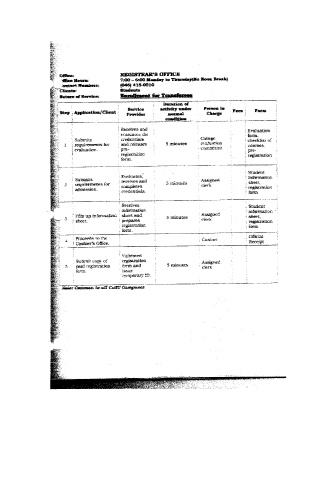 Office: REGISTRAR'S OFFICE
Office Hours: 7:00 – 6:00 Monday to Thursday(No Noon Break)
Contact Numbers:
Clients: Students
Nature of Service: Enrollment for Transferees
Step Application/Client Service Provider Duration of activity under normal condition Person in Charge Fees Form
1 Submits requirements for evaluation. Receives and evaluates the credentials and releases pre-registration form. 5 minutes College evaluation committee Evaluation form, checklist of courses, pre-registration
2 Submits requirements for admission. Evaluates, receives and completes credentials. 5 minutes Assigned clerk Student information sheet, registration form
3 Fills up information sheet. Receives information sheet and prepares registration form. 5 minutes Assigned clerk Student information sheet, registration form
4 Proceeds to the Cashier's Office. Cashier Official Receipt
5 Submit copy of paid registration form. registration form and issue temporary ID. 5 minutes Assigned clerk
Note: Common to all Campuses